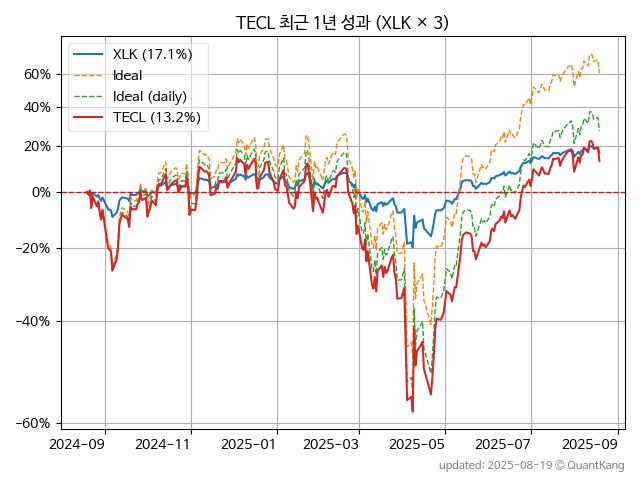 TECL 최근 1년 성과 (XLK × 3)
XLK (17.1%)
Ideal
Ideal (daily)
TECL (13.2%)
60%
40%
20%
0%
−20%
−40%
−60%
2024-09 2024-11 2025-01 2025-03 2025-05 2025-07 2025-09
updated: 2025-08-19 © QuantKang